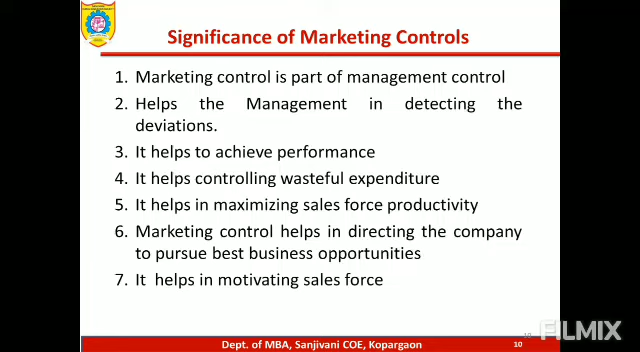 Significance of Marketing Controls
1. Marketing control is part of management control
2. Helps the Management in detecting the
deviations.
3. It helps to achieve performance
4. It helps controlling wasteful expenditure
5. It helps in maximizing sales force productivity
6. Marketing control helps in directing the company
to pursue best business opportunities
7. It  helps in motivating sales force
10
Dept. of MBA, Sanjivani COE, Kopargaon
10
FILMIX